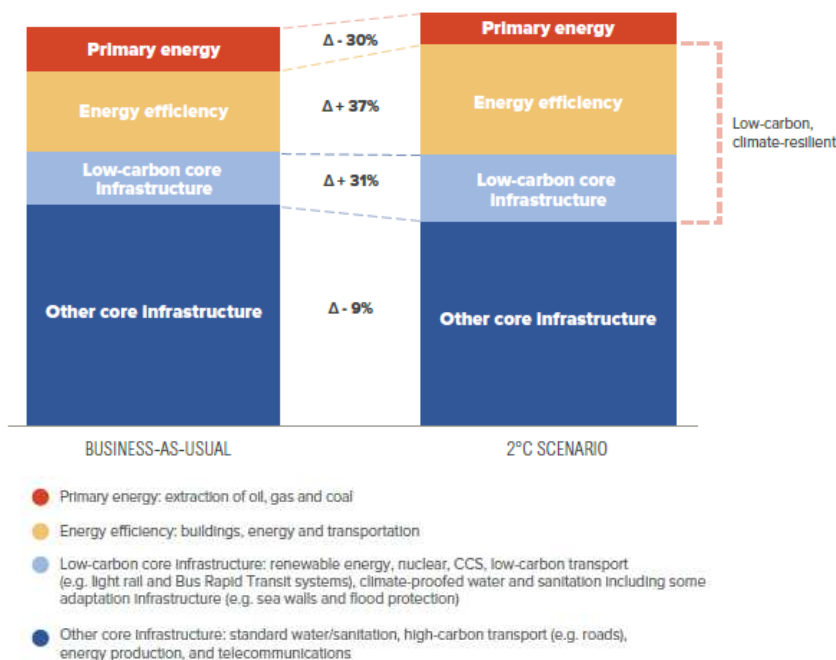 Primary energy
Δ - 30%
Primary energy
Energy efficiency
Δ + 37%
Energy efficiency
Low-carbon,
climate-resilient
Low-carbon core
Infrastructure
Δ + 31%
Low-carbon core
Infrastructure
Other core Infrastructure
Δ - 9%
Other core Infrastructure
BUSINESS-AS-USUAL
2°C SCENARIO
Primary energy: extraction of oil, gas and coal
Energy efficiency: buildings, energy and transportation
Low-carbon core Infrastructure: renewable energy, nuclear, CCS, low-carbon transport
(e.g. light rail and Bus Rapid Transit systems), climate-proofed water and sanitation including some
adaptation infrastructure (e.g. sea walls and flood protection)
Other core Infrastructure: standard water/sanitation, high-carbon transport (e.g. roads),
energy production, and telecommunications